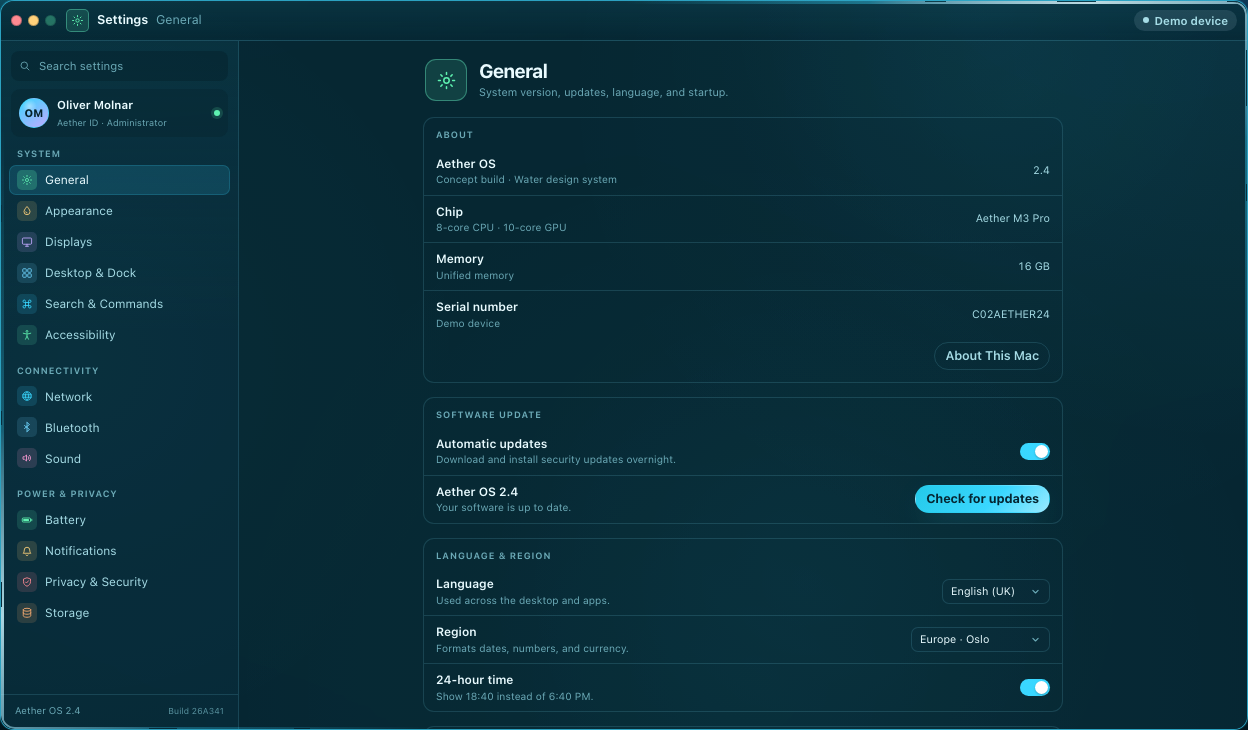 Settings General
Demo device
Search settings
OM
Oliver Molnar
Aether ID · Administrator
SYSTEM
General
Appearance
Displays
Desktop & Dock
Search & Commands
Accessibility
CONNECTIVITY
Network
Bluetooth
Sound
POWER & PRIVACY
Battery
Notifications
Privacy & Security
Storage
Aether OS 2.4
Build 26A341
General
System version, updates, language, and startup.
ABOUT
Aether OS
Concept build · Water design system
2.4
Chip
8-core CPU · 10-core GPU
Aether M3 Pro
Memory
Unified memory
16 GB
Serial number
Demo device
C02AETHER24
About This Mac
SOFTWARE UPDATE
Automatic updates
Download and install security updates overnight.
Aether OS 2.4
Your software is up to date.
Check for updates
LANGUAGE & REGION
Language
Used across the desktop and apps.
English (UK)
Region
Formats dates, numbers, and currency.
Europe · Oslo
24-hour time
Show 18:40 instead of 6:40 PM.